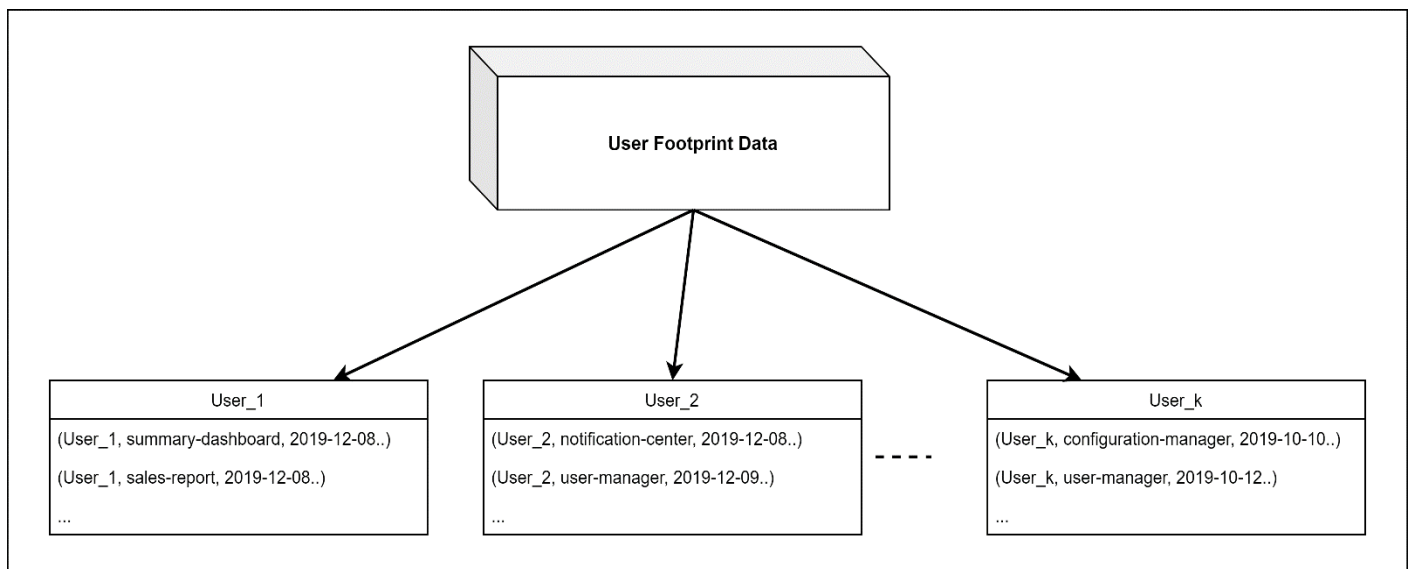 User Footprint Data
User_1
(User_1, summary-dashboard, 2019-12-08..)
(User_1, sales-report, 2019-12-08..)
...
User_2
(User_2, notification-center, 2019-12-08..)
(User_2, user-manager, 2019-12-09..)
...
User_k
(User_k, configuration-manager, 2019-10-10..)
(User_k, user-manager, 2019-10-12..)
...